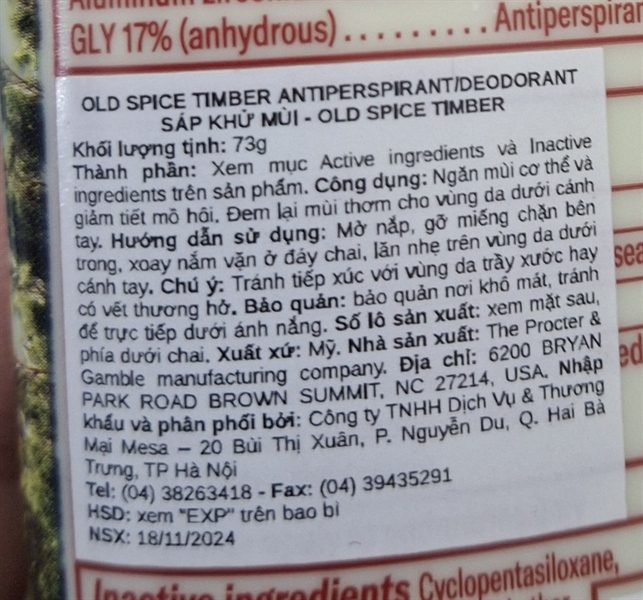 GLY 17% (anhydrous)......... Antiperspiran
OLD SPICE TIMBER ANTIPERSPIRANT/DEODORANT
SÁP KHỬ MÙI - OLD SPICE TIMBER
Khối lượng tịnh: 73g
Thành phần: Xem mục Active ingredients và Inactive
ingredients trên sản phẩm. Công dụng: Ngăn mùi cơ thể và
giảm tiết mồ hôi. Đem lại mùi thơm cho vùng da dưới cánh
tay. Hướng dẫn sử dụng: Mở nắp, gỡ miếng chặn bên
trong, xoay nắm vặn ở đáy chai, lăn nhẹ trên vùng da dưới
cánh tay. Chú ý: Tránh tiếp xúc với vùng da trầy xước hay
có vết thương hở. Bảo quản: bảo quản nơi khô mát, tránh
để trực tiếp dưới ánh nắng. Số lô sản xuất: xem mặt sau,
phía dưới chai. Xuất xứ: Mỹ. Nhà sản xuất: The Procter &
Gamble manufacturing company. Địa chỉ: 6200 BRYAN
PARK ROAD BROWN SUMMIT, NC 27214, USA. Nhập
khẩu và phân phối bởi: Công ty TNHH Dịch Vụ & Thương
Mại Mesa – 20 Bùi Thị Xuân, P. Nguyễn Du, Q. Hai Bà
Trưng, TP Hà Nội
Tel: (04) 38263418 - Fax: (04) 39435291
HSD: xem "EXP" trên bao bì
NSX: 18/11/2024
Inactive ingredients Cyclopentasiloxane,